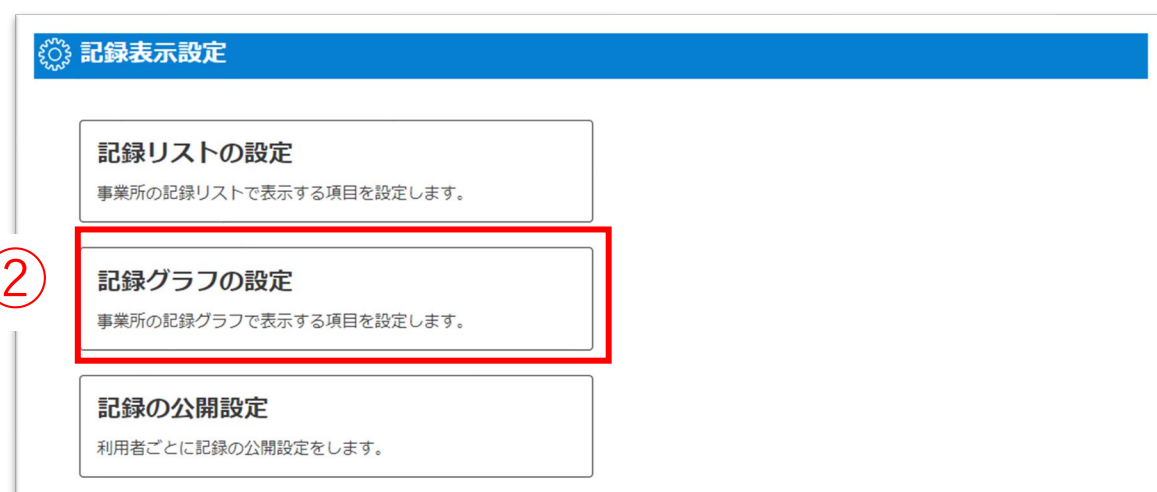 記録表示設定
記録リストの設定
事業所の記録リストで表示する項目を設定します。
②
記録グラフの設定
事業所の記録グラフで表示する項目を設定します。
記録の公開設定
利用者ごとに記録の公開設定をします。